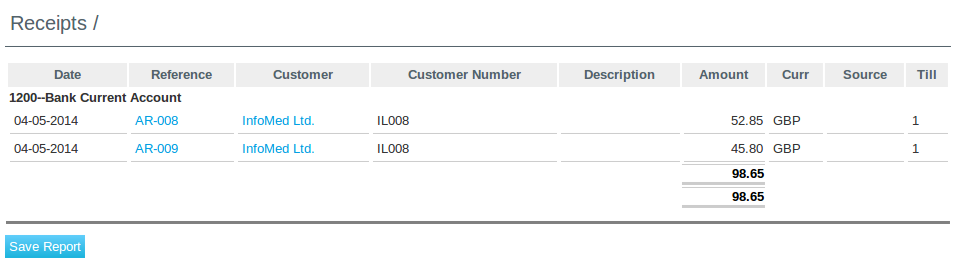 Receipts /
Date Reference Customer Customer Number Description Amount Curr Source Till
1200--Bank Current Account
04-05-2014 AR-008 InfoMed Ltd. IL008 52.85 GBP 1
04-05-2014 AR-009 InfoMed Ltd. IL008 45.80 GBP 1
98.65
98.65
Save Report